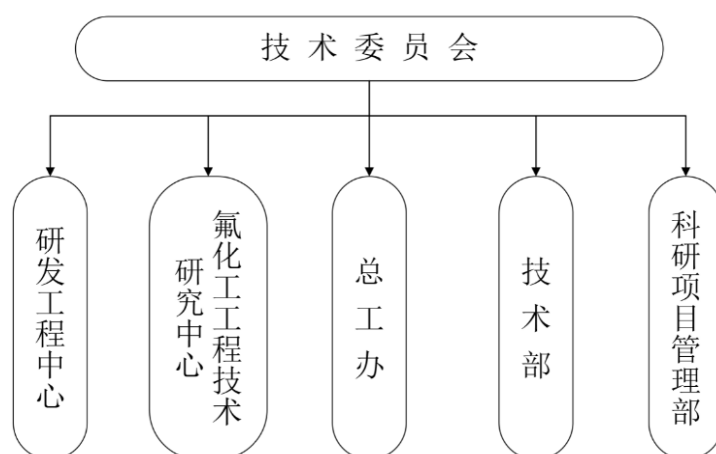 技术委员会
研发工程中心
氟化工工程技术
研究中心
总工办
技术部
科研项目管理部